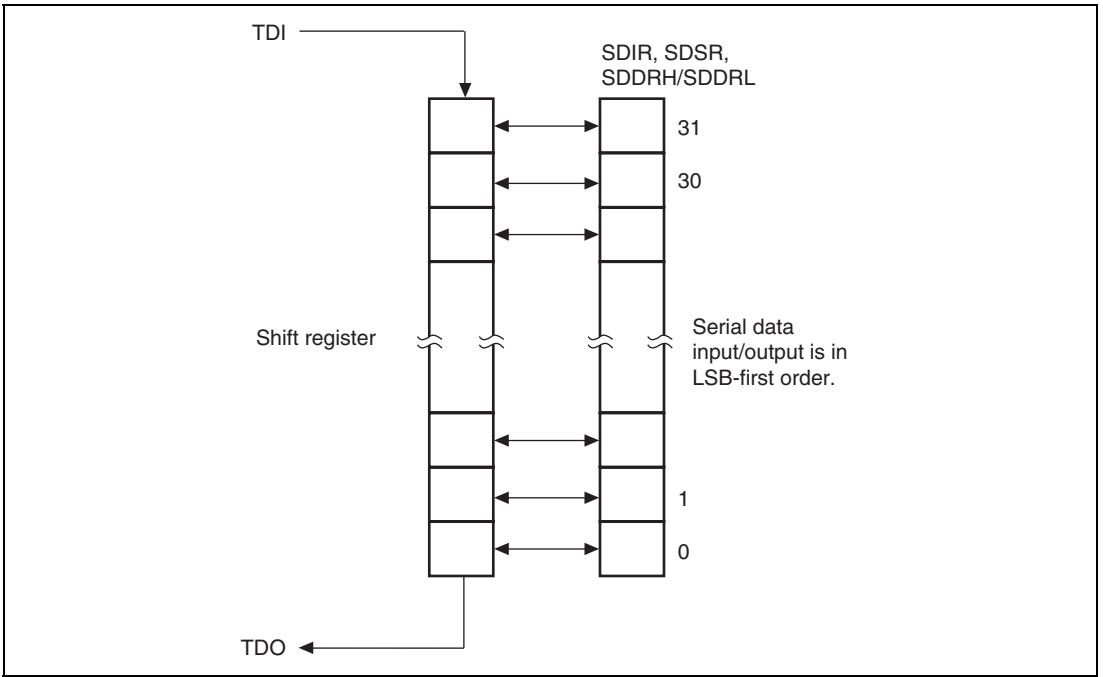 TDI
SDIR, SDSR,
SDDRH/SDDRL
31
30
Shift register
Serial data
input/output is in
LSB-first order.
1
0
TDO